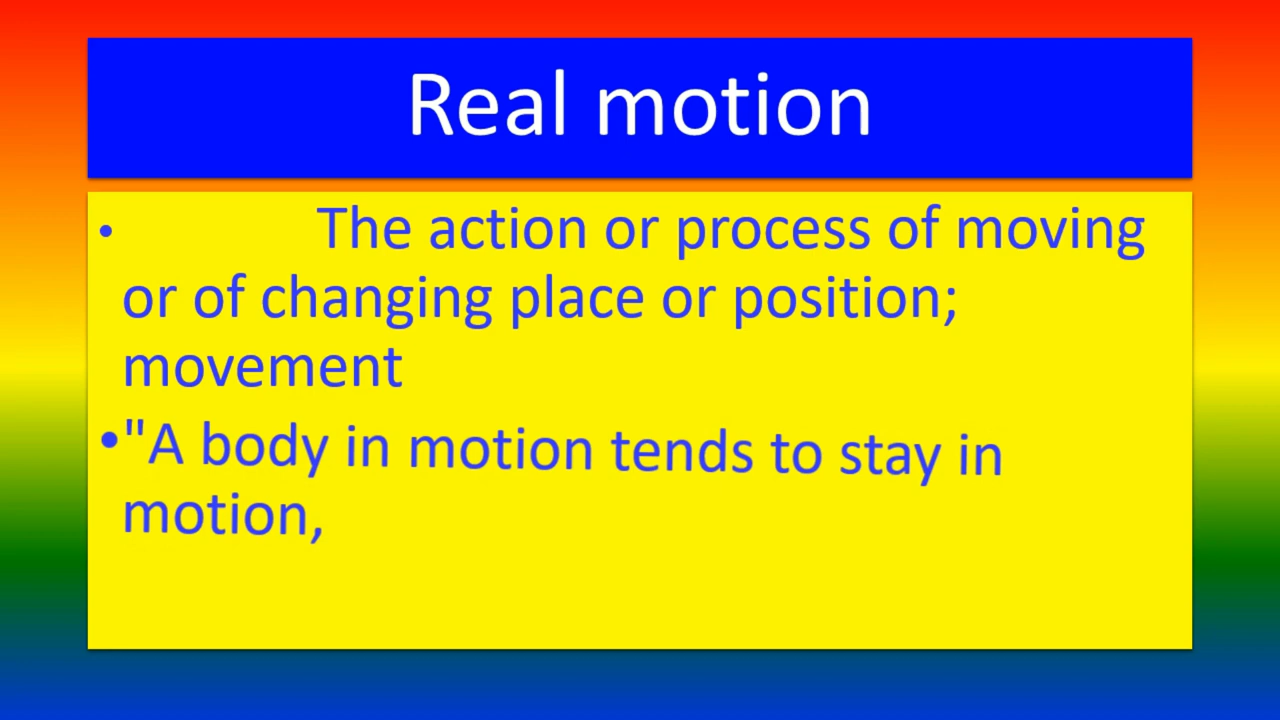 Real motion
• The action or process of moving
or of changing place or position;
movement
•"A body in motion tends to stay in
motion,